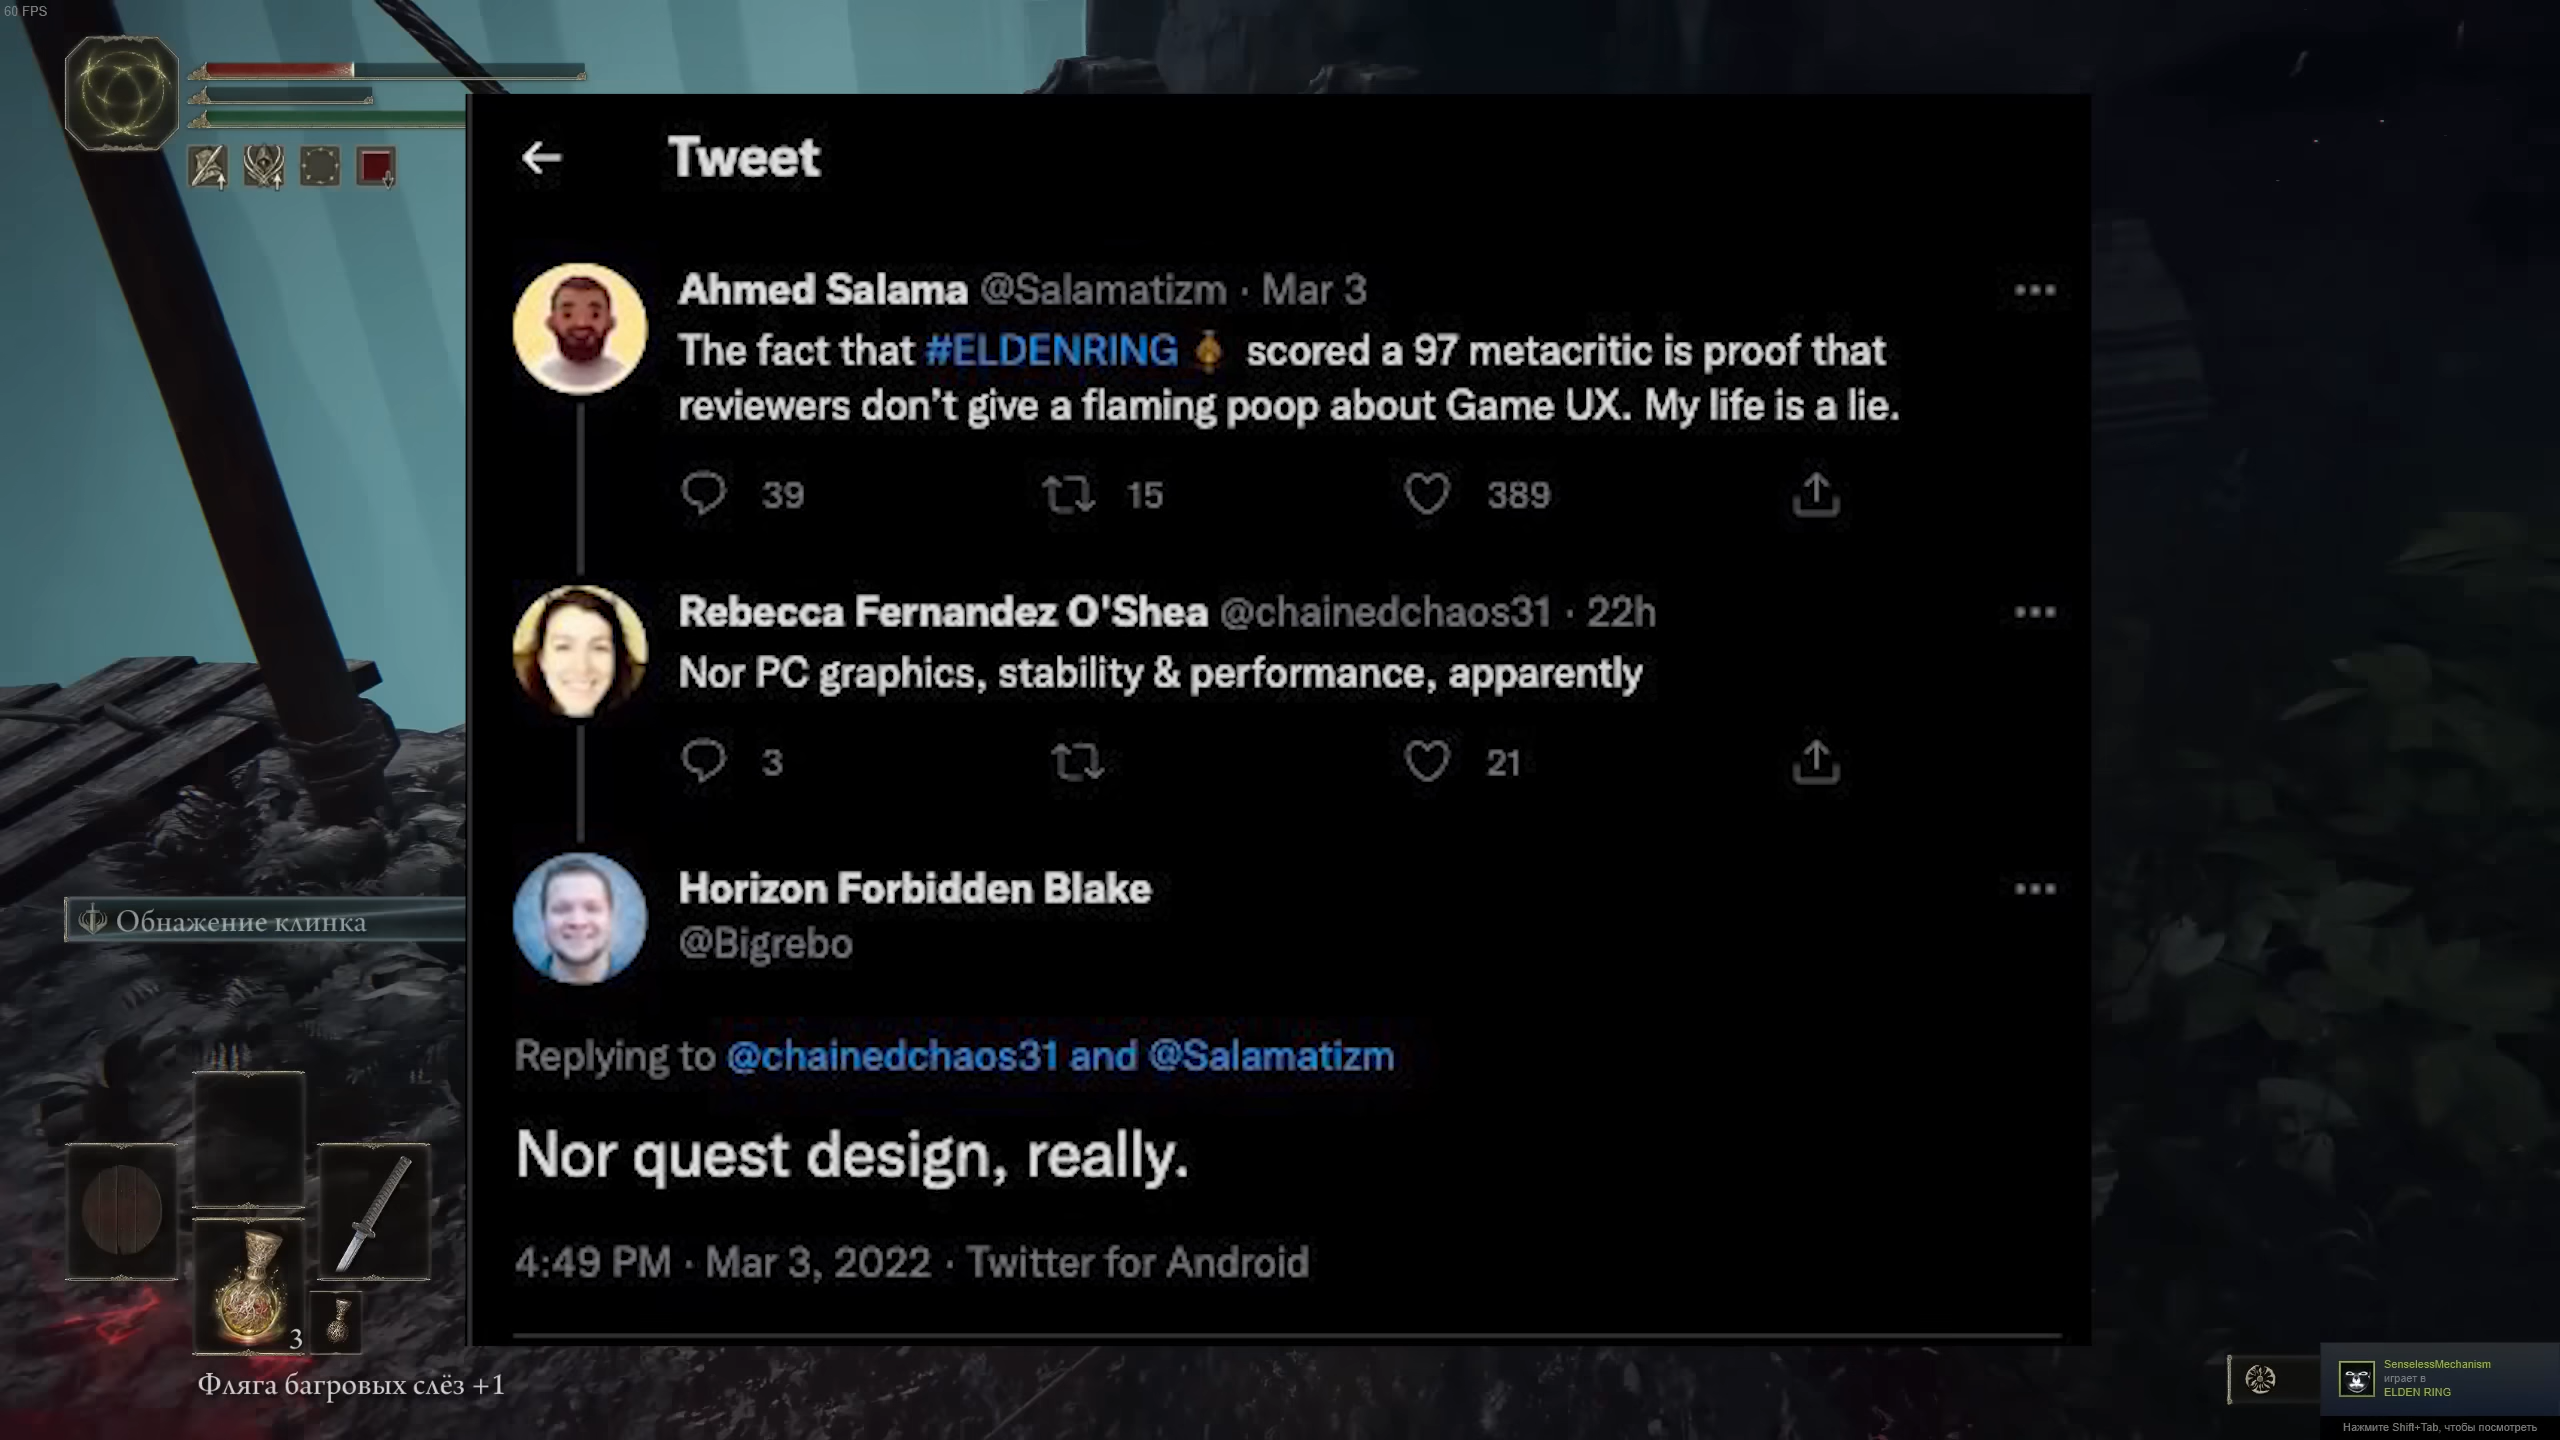 60 FPS
Tweet
Ahmed Salama @Salamatizm · Mar 3
The fact that #ELDENRING scored a 97 metacritic is proof that
reviewers don't give a flaming poop about Game UX. My life is a lie.
39 15 389
Rebecca Fernandez O'Shea @chainedchaos31 · 22h
Nor PC graphics, stability & performance, apparently
3 21
Horizon Forbidden Blake
@Bigrebo
Replying to @chainedchaos31 and @Salamatizm
Nor quest design, really.
4:49 PM · Mar 3, 2022 · Twitter for Android
Обнажение клинка
3
Фляга багровых слёз +1
SenselessMechanism
играет в
ELDEN RING
Нажмите Shift+Tab, чтобы посмотреть